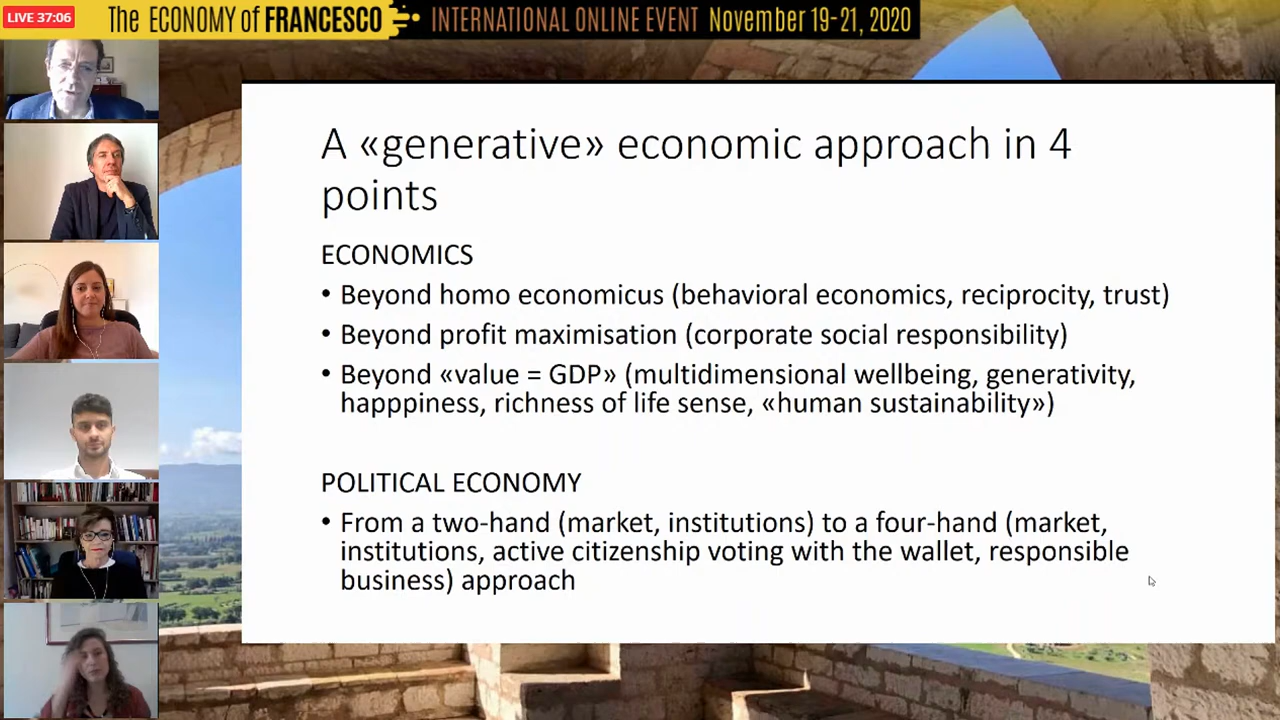 LIVE 37:06
The ECONOMY of FRANCESCO INTERNATIONAL ONLINE EVENT November 19-21, 2020
A «generative» economic approach in 4
points
ECONOMICS
• Beyond homo economicus (behavioral economics, reciprocity, trust)
• Beyond profit maximisation (corporate social responsibility)
• Beyond «value = GDP» (multidimensional wellbeing, generativity,
happpiness, richness of life sense, «human sustainability»)
POLITICAL ECONOMY
• From a two-hand (market, institutions) to a four-hand (market,
institutions, active citizenship voting with the wallet, responsible
business) approach